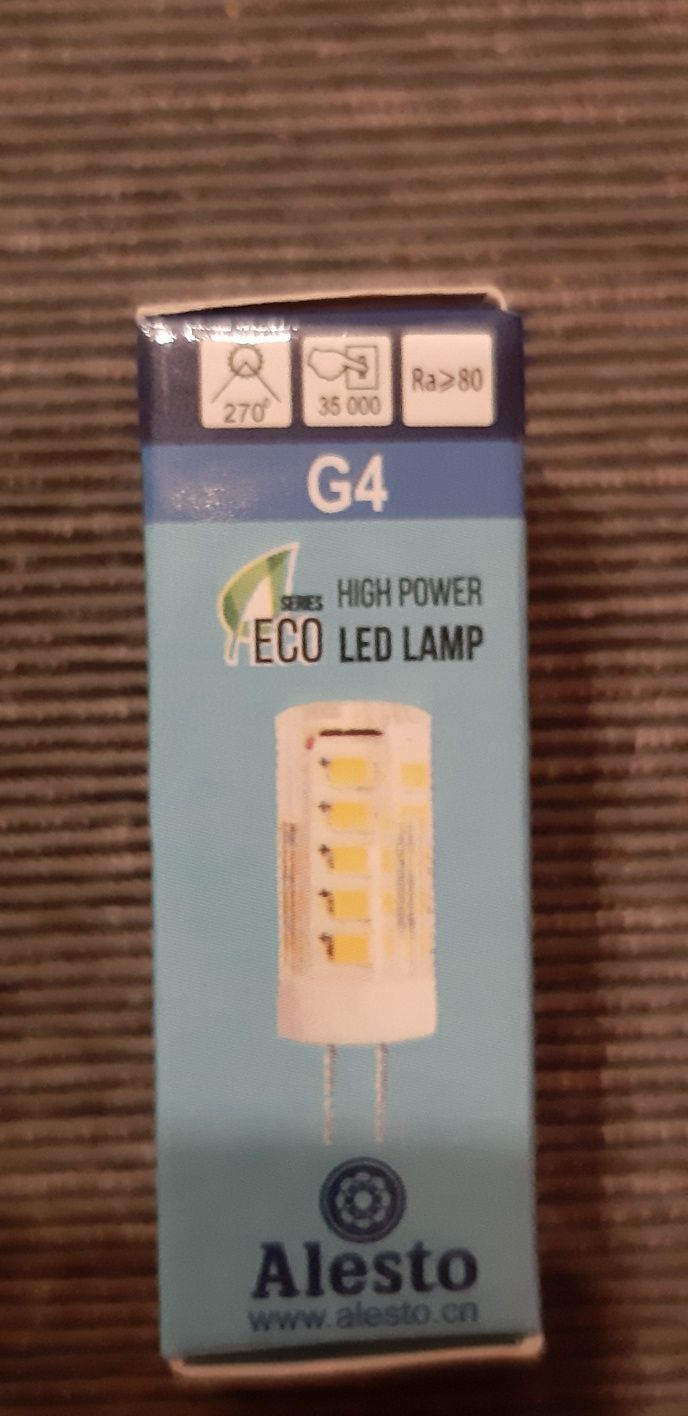 270°
35 000
Ra⩾80
G4
SERIES
ECO
HIGH POWER
LED LAMP
Alesto
www.alesto.cn